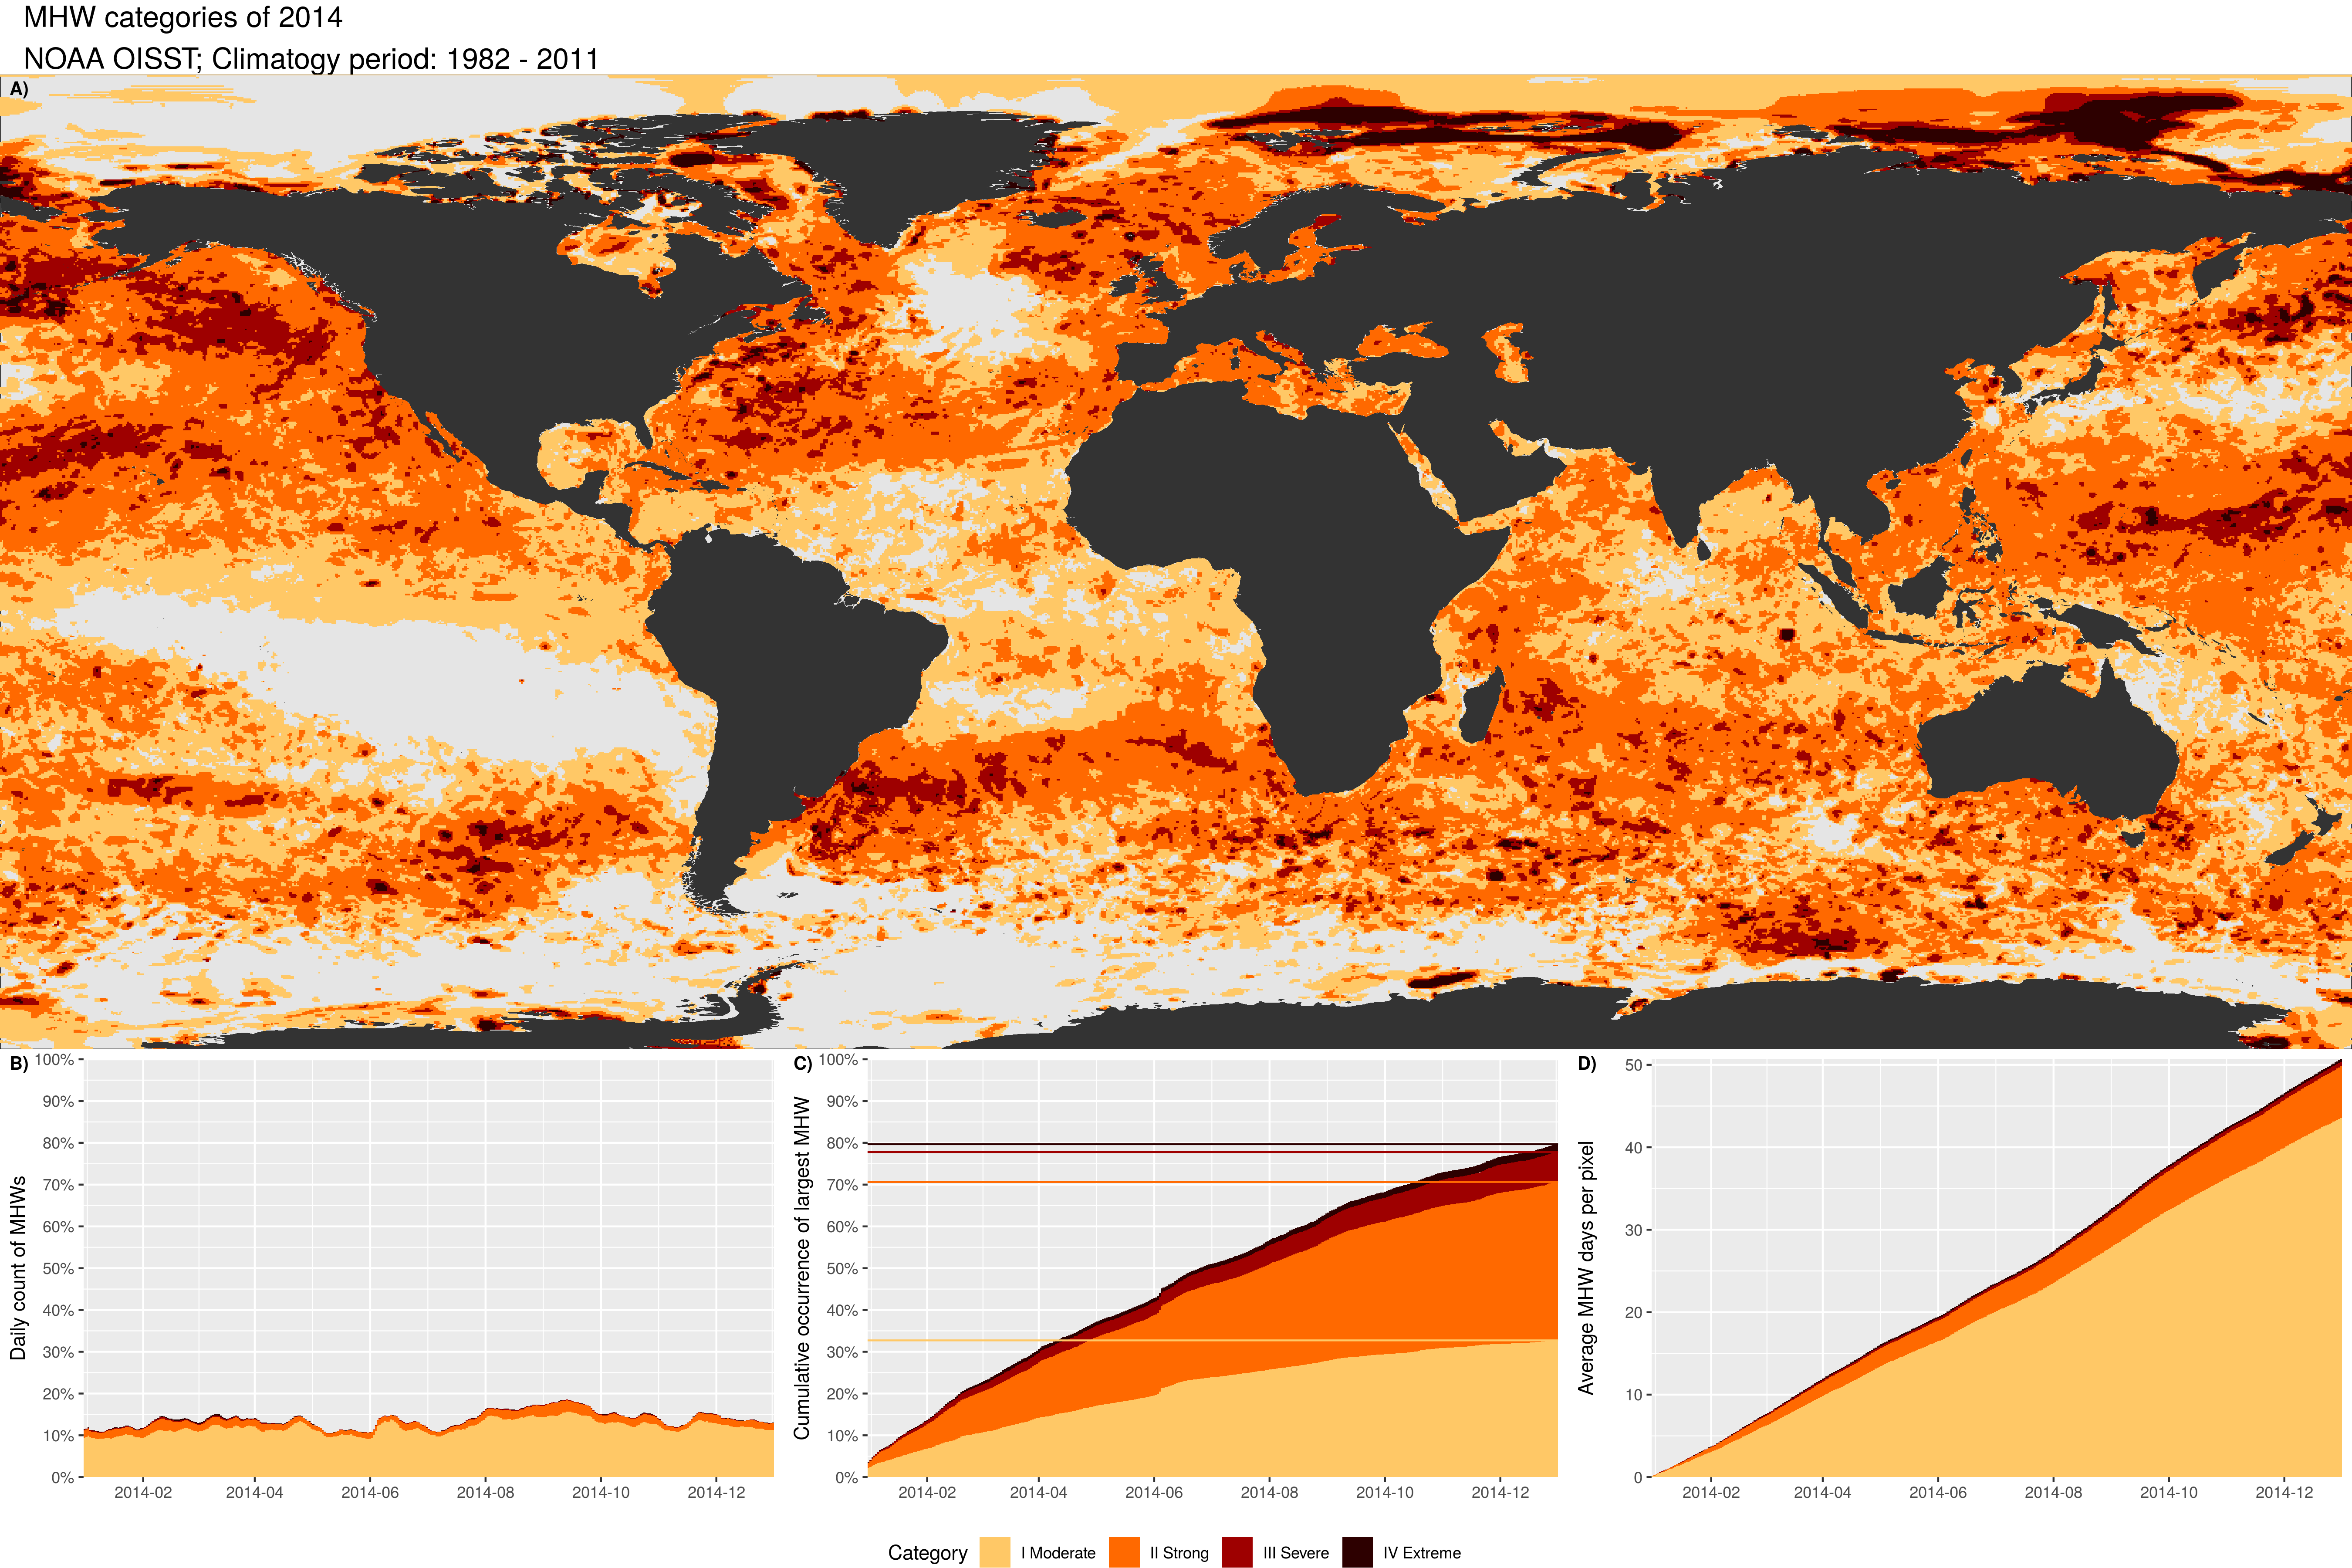 MHW categories of 2014
NOAA OISST; Climatogy period: 1982 - 2011
A)
B)
Daily count of MHWs
100%
90%
80%
70%
60%
50%
40%
30%
20%
10%
0%
2014-02 2014-04 2014-06 2014-08 2014-10 2014-12
C)
Cumulative occurrence of largest MHW
100%
90%
80%
70%
60%
50%
40%
30%
20%
10%
0%
2014-02 2014-04 2014-06 2014-08 2014-10 2014-12
D)
Average MHW days per pixel
50
40
30
20
10
0
2014-02 2014-04 2014-06 2014-08 2014-10 2014-12
Category I Moderate II Strong III Severe IV Extreme